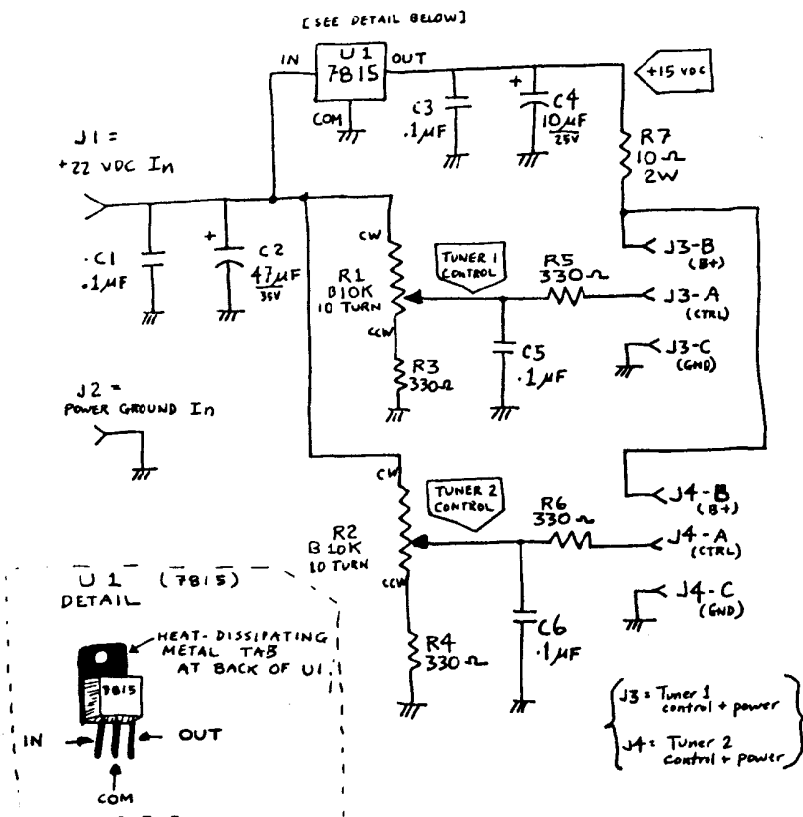 [SEE DETAIL BELOW]
IN
U1
7815
OUT
COM
C3
.1µF
+
C4
10µF
25V
+15 VDC
R7
10Ω
2W
J1 =
+22 VDC In
C1
.1µF
+
C2
47µF
35V
CW
R1
B10K
10 TURN
CCW
TUNER 1
CONTROL
R5
330Ω
J3-B
(B+)
J3-A
(CTRL)
J3-C
(GND)
R3
330Ω
C5
.1µF
J2 =
POWER GROUND In
CW
R2
B 10K
10 TURN
CCW
TUNER 2
CONTROL
R6
330Ω
J4-B
(B+)
J4-A
(CTRL)
J4-C
(GND)
R4
330Ω
C6
.1µF
U1 (7815)
DETAIL
HEAT-DISSIPATING
METAL TAB
AT BACK OF U1.
7815
IN
OUT
COM
J3 = Tuner 1
control + power
J4 = Tuner 2
control + power